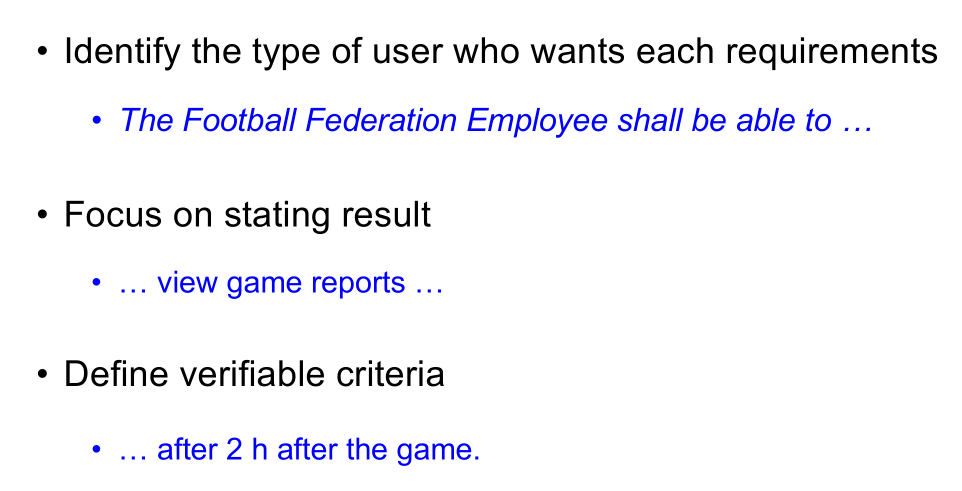 • Identify the type of user who wants each requirements
• The Football Federation Employee shall be able to …
• Focus on stating result
• … view game reports …
• Define verifiable criteria
• … after 2 h after the game.